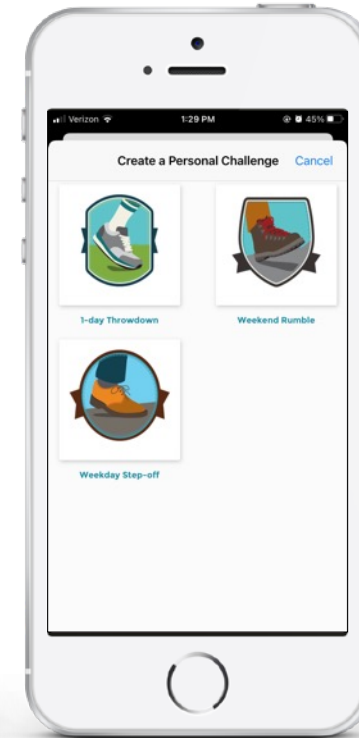 Verizon 1:29 PM 45%
Create a Personal Challenge Cancel
1-day Throwdown Weekend Rumble
Weekday Step-off